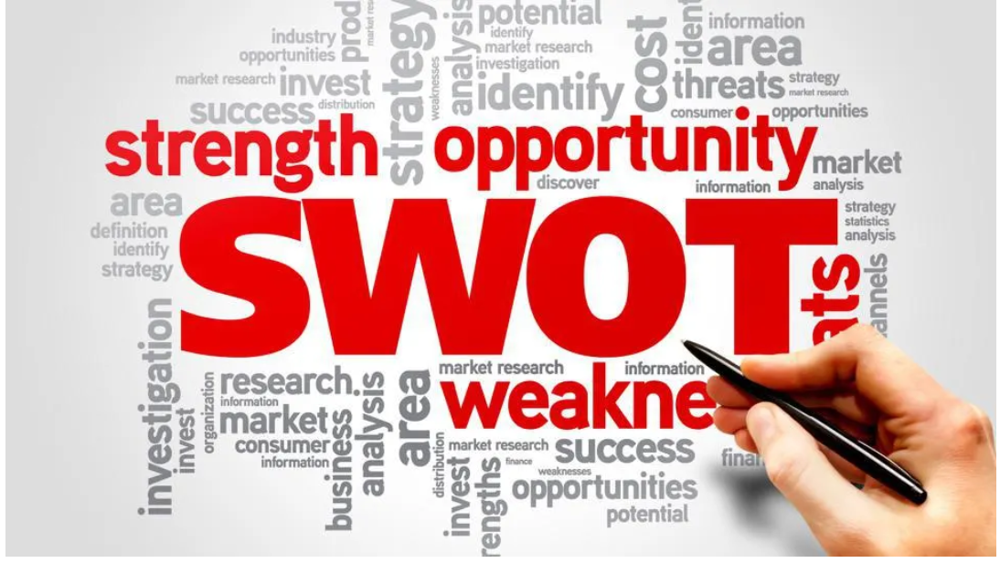 potential
industry
opportunities
prod
strategy
analysis
identify
market research
investigation
identify
cost
ident
information
area
market research
invest
distribution
weaknesses
threats
strategy
market research
success
consumer
opportunities
strength
opportunity
market
analysis
discover
information
area
definition
identify
strategy
SWOT
strategy
statistics
analysis
ats
annels
investigation
invest
organization
research
information
market
consumer
information
business
analysis
area
market research
information
weakne
distribution
market research
success
finance
weaknesses
invest
rengths
opportunities
potential
finan